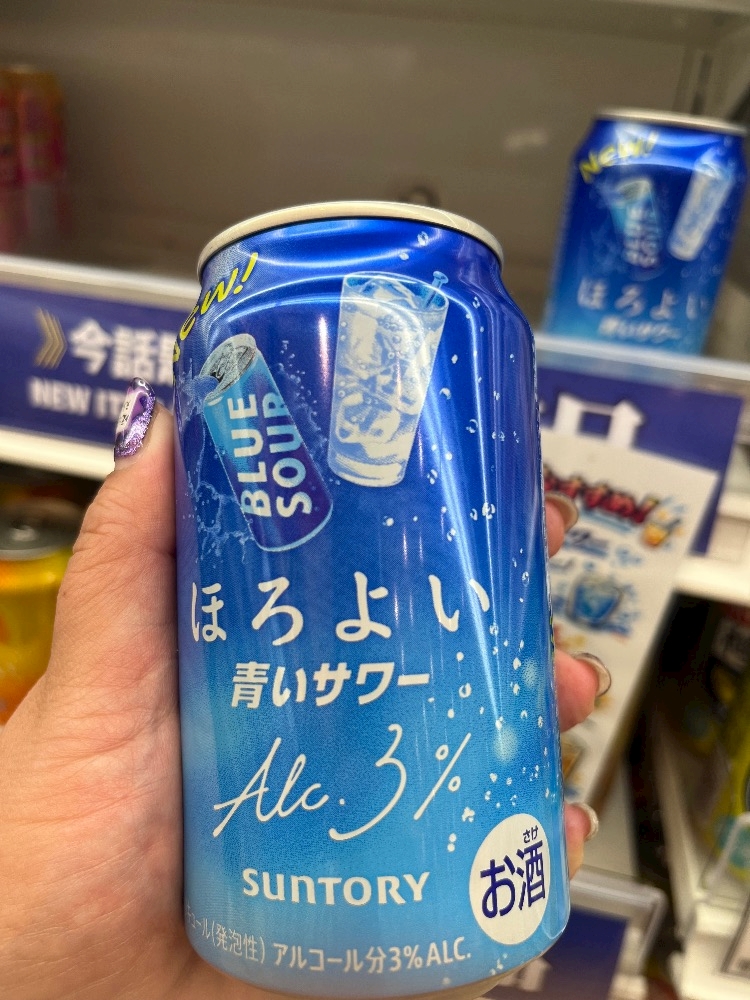 New!
BLUE
SOUR
ほろよい
青いサワー
Alc. 3%
SUNTORY
さけ
お酒
(発泡性) アルコール分3%ALC.
New!
BLUE
SOUR
ほろよい
青いサワー
今話
NEW